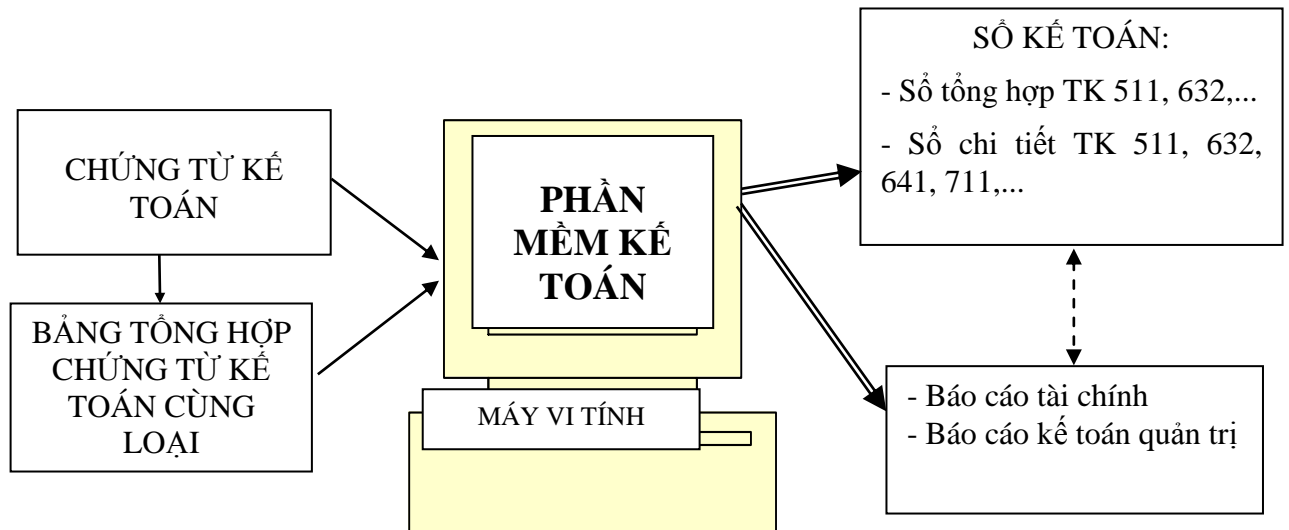 CHỨNG TỪ KẾ
TOÁN
BẢNG TỔNG HỢP
CHỨNG TỪ KẾ
TOÁN CÙNG
LOẠI
PHẦN
MỀM KẾ
TOÁN
MÁY VI TÍNH
SỔ KẾ TOÁN:
- Sổ tổng hợp TK 511, 632,...
- Sổ chi tiết TK 511, 632,
641, 711,...
- Báo cáo tài chính
- Báo cáo kế toán quản trị